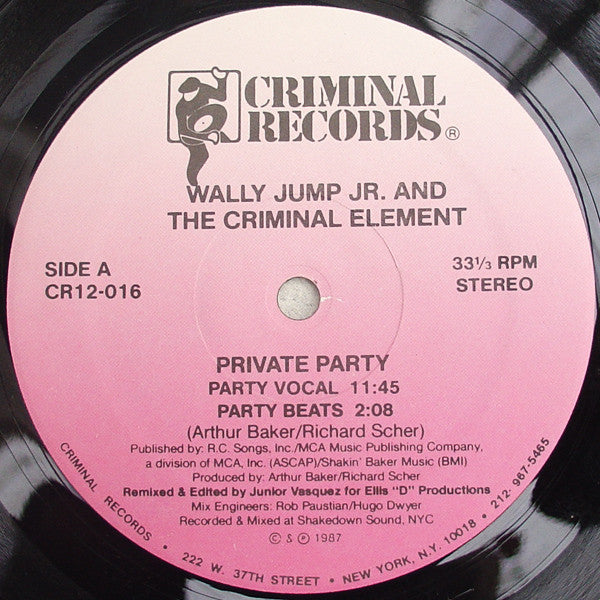 CRIMINAL
RECORDS®
WALLY JUMP JR. AND
THE CRIMINAL ELEMENT
SIDE A
CR12-016
33⅓ RPM
STEREO
PRIVATE PARTY
PARTY VOCAL 11:45
PARTY BEATS 2:08
(Arthur Baker/Richard Scher)
Published by: R.C. Songs, Inc./MCA Music Publishing Company,
a division of MCA, Inc. (ASCAP)/Shakin' Baker Music (BMI)
Produced by: Arthur Baker/Richard Scher
Remixed & Edited by Junior Vasquez for Ellis "D" Productions
Mix Engineers: Rob Paustian/Hugo Dwyer
Recorded & Mixed at Shakedown Sound, NYC
© & ℗ 1987
CRIMINAL RECORDS • 222 W. 37TH STREET • NEW YORK, N.Y. 10018 • 212-967-5465